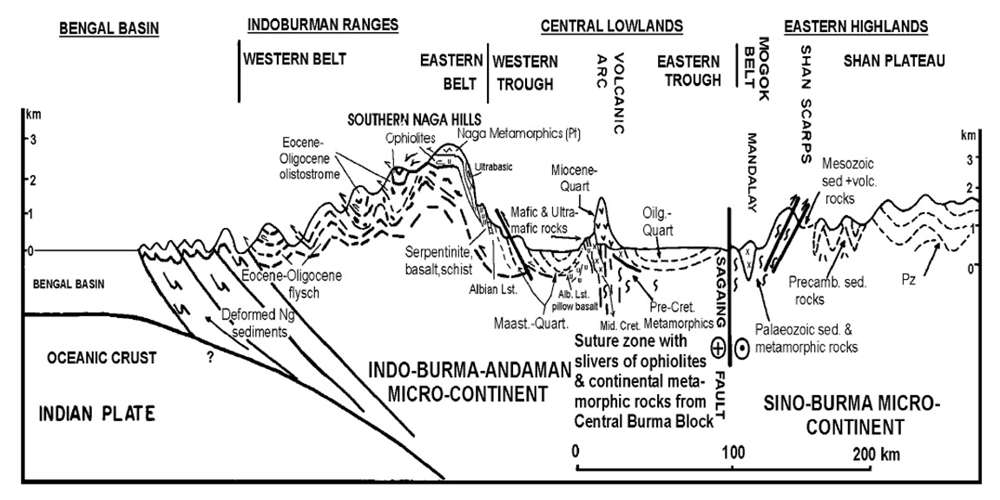 BENGAL BASIN
INDOBURMAN RANGES
CENTRAL LOWLANDS
EASTERN HIGHLANDS
WESTERN BELT
EASTERN
BELT
WESTERN
TROUGH
VOLCANIC
ARC
EASTERN
TROUGH
MOGOK
BELT
SHAN SCARPS
SHAN PLATEAU
km
3
2
1
0
SOUTHERN NAGA HILLS
Ophiolites
Naga Metamorphics (Pt)
Eocene-
Oligocene
olistostrome
Ultrabasic
Miocene-
Quart
Mafic & Ultra-
mafic rocks
Oilg.-
Quart
MANDALAY
Mesozoic
sed +volc.
rocks
km
3
2
1
0
BENGAL BASIN
Eocene-Oligocene
flysch
Deformed Ng
sediments
Serpentinite,
basalt,schist
Albian Lst.
Maast.-Quart.
Alb. Lst.
pillow basalt
Mid. Cret.
Pre-Cret.
Metamorphics
SAGAING FAULT
Precamb. sed.
rocks
Pz
Palaeozoic sed. &
metamorphic rocks
OCEANIC CRUST
?
INDIAN PLATE
INDO-BURMA-ANDAMAN
MICRO-CONTINENT
Suture zone with
slivers of ophiolites
& continental meta-
morphic rocks from
Central Burma Block
SINO-BURMA MICRO-
CONTINENT
0 100 200 km